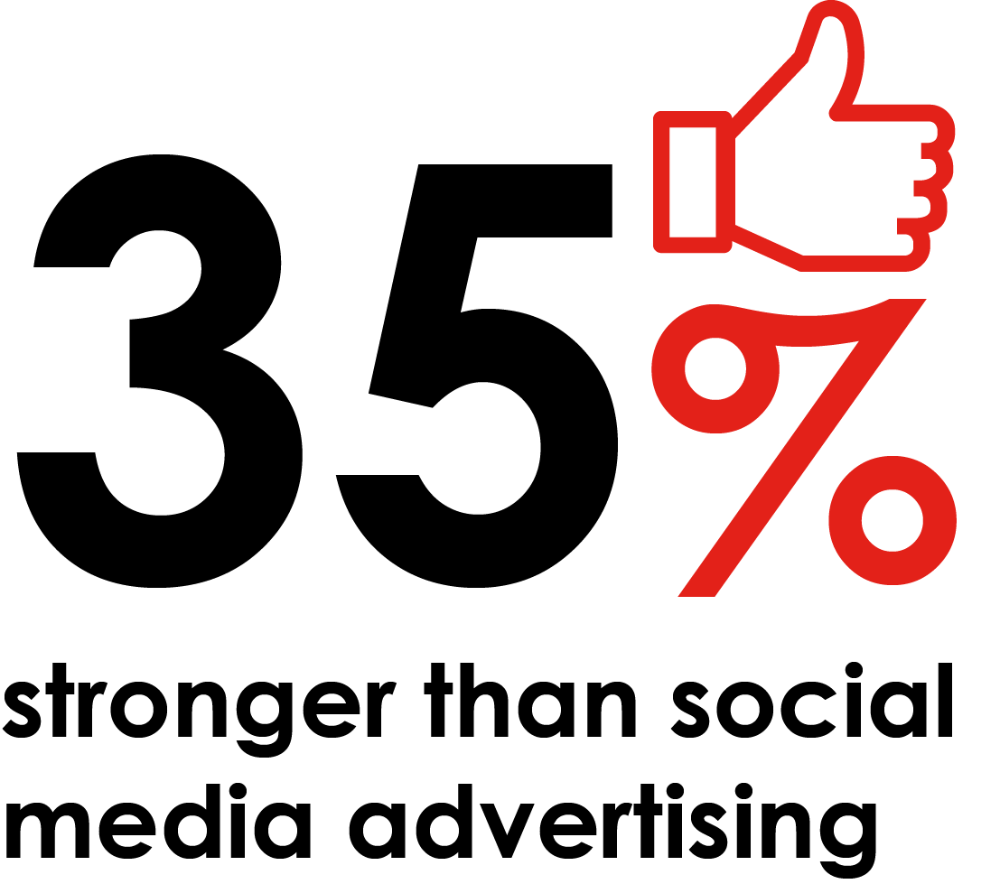 35%
stronger than social
media advertising